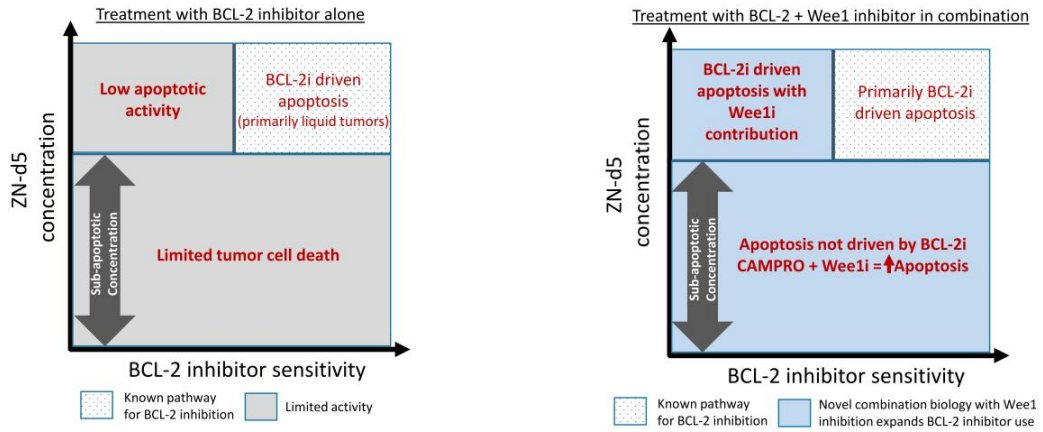 Treatment with BCL-2 inhibitor alone
ZN-d5
concentration
Low apoptotic
activity
BCL-2i driven
apoptosis
(primarily liquid tumors)
Sub-apoptotic
Concentration
Limited tumor cell death
BCL-2 inhibitor sensitivity
Known pathway
for BCL-2 inhibition
Limited activity
Treatment with BCL-2 + Wee1 inhibitor in combination
ZN-d5
concentration
BCL-2i driven
apoptosis with
Wee1i
contribution
Primarily BCL-2i
driven apoptosis
Sub-apoptotic
Concentration
Apoptosis not driven by BCL-2i
CAMPRO + Wee1i =⬆Apoptosis
BCL-2 inhibitor sensitivity
Known pathway
for BCL-2 inhibition
Novel combination biology with Wee1
inhibition expands BCL-2 inhibitor use